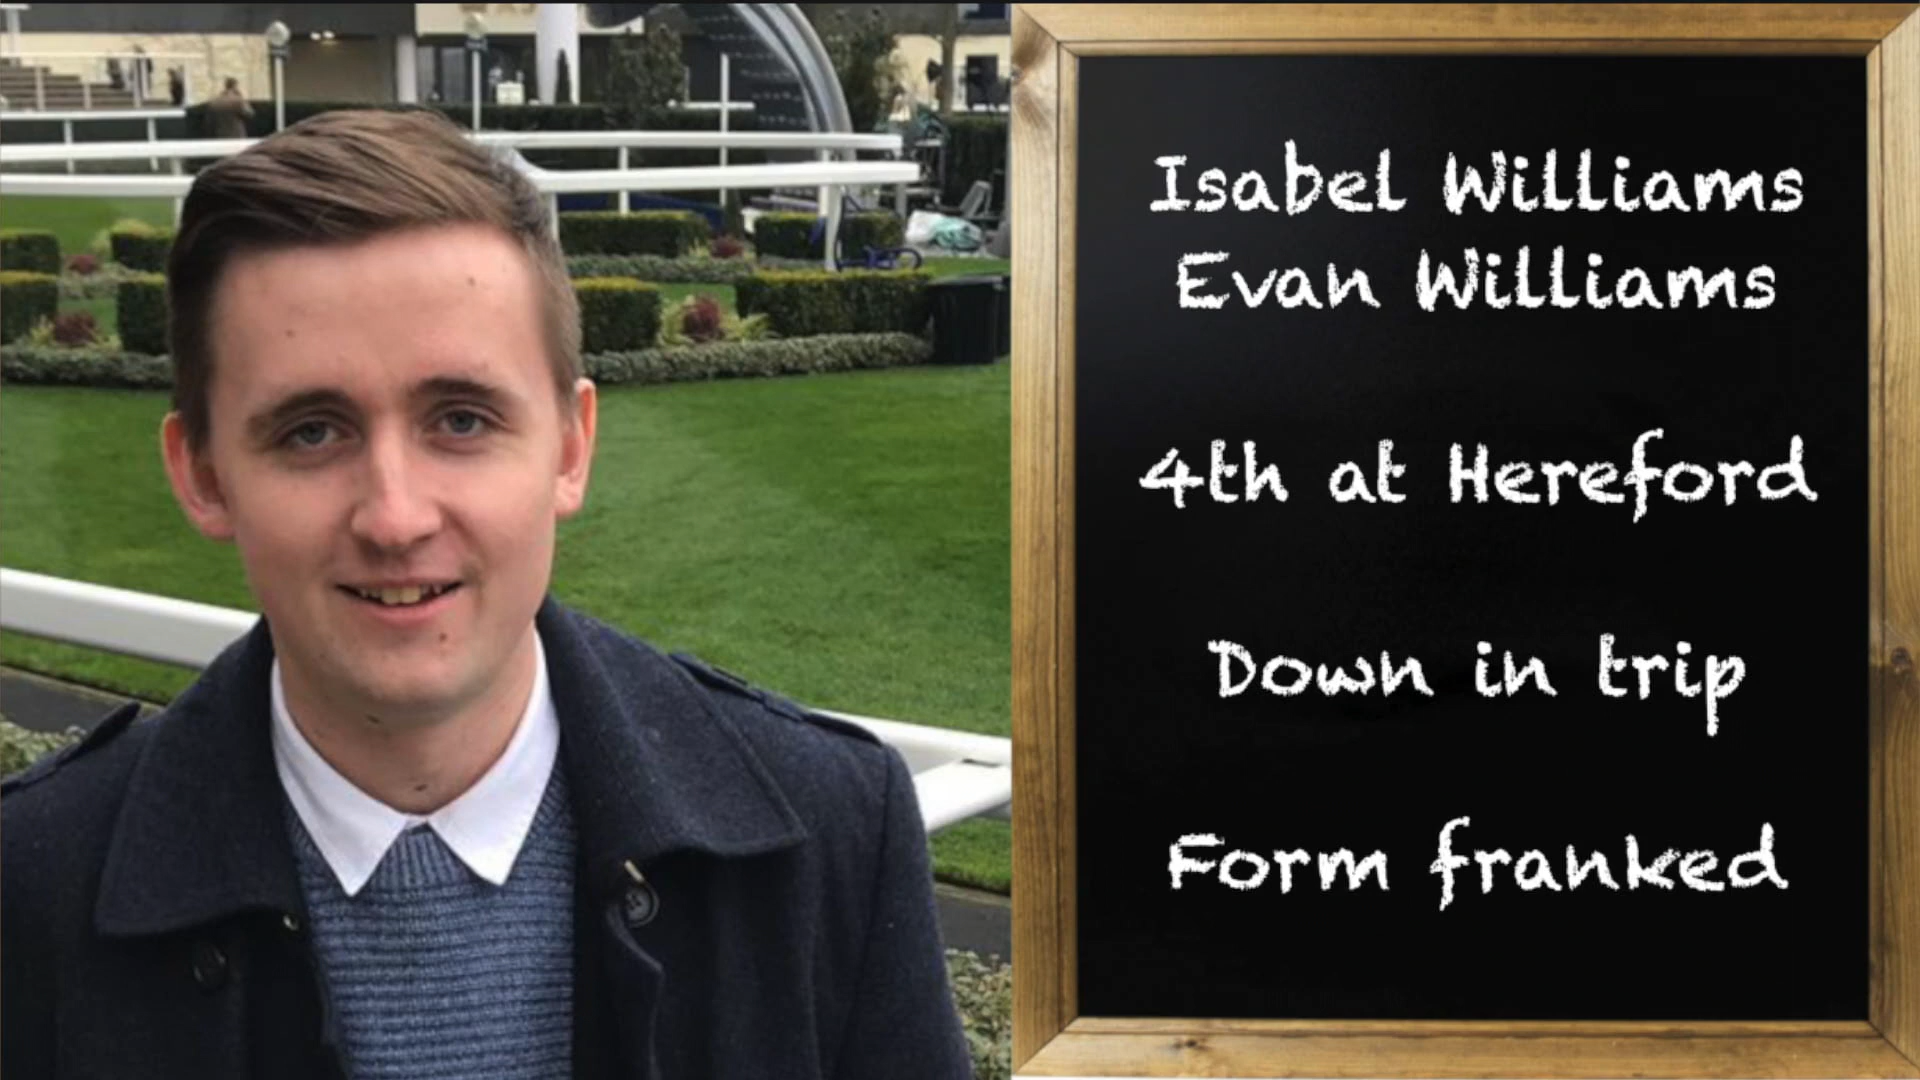 Isabel Williams
Evan Williams
4th at Hereford
Down in trip
Form franked